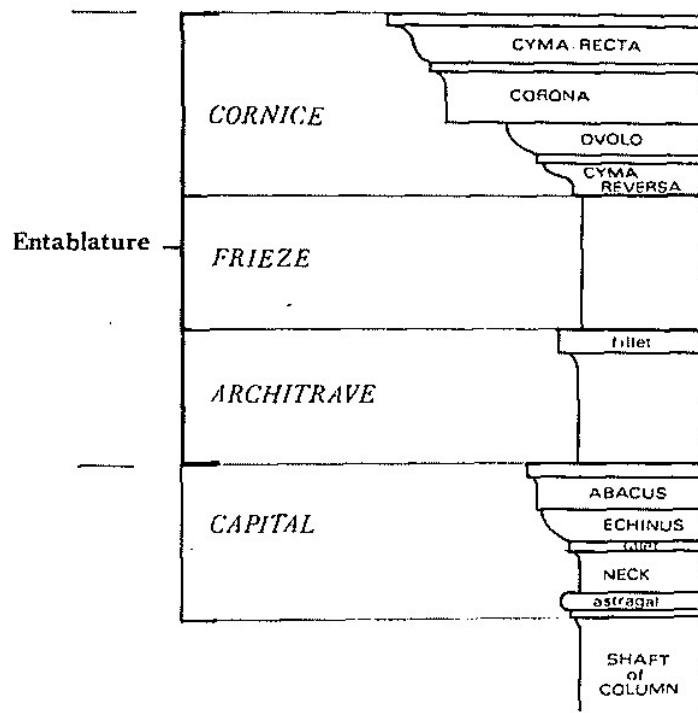 CYMA RECTA
CORONA
CORNICE
OVOLO
CYMA
REVERSA
Entablature
FRIEZE
fillet
ARCHITRAVE
ABACUS
CAPITAL
ECHINUS
fillet
NECK
astragal
SHAFT
of
COLUMN